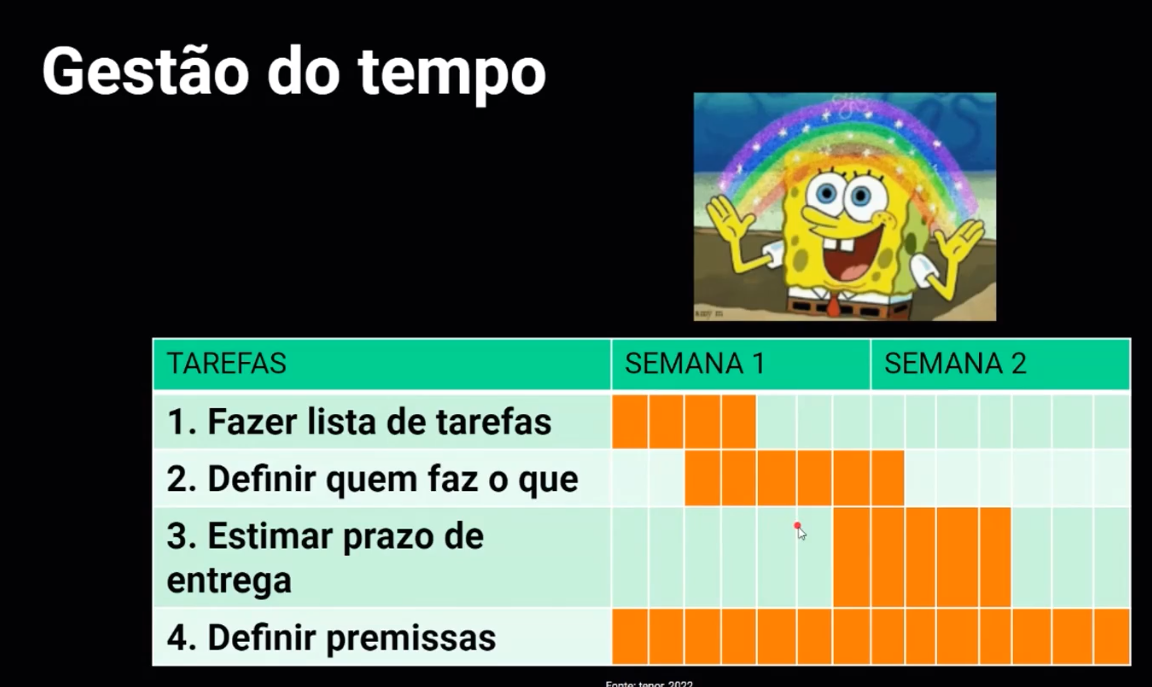 Gestão do tempo
TAREFAS SEMANA 1 SEMANA 2
1. Fazer lista de tarefas
2. Definir quem faz o que
3. Estimar prazo de
entrega
4. Definir premissas
Fonte: tenor, 2022